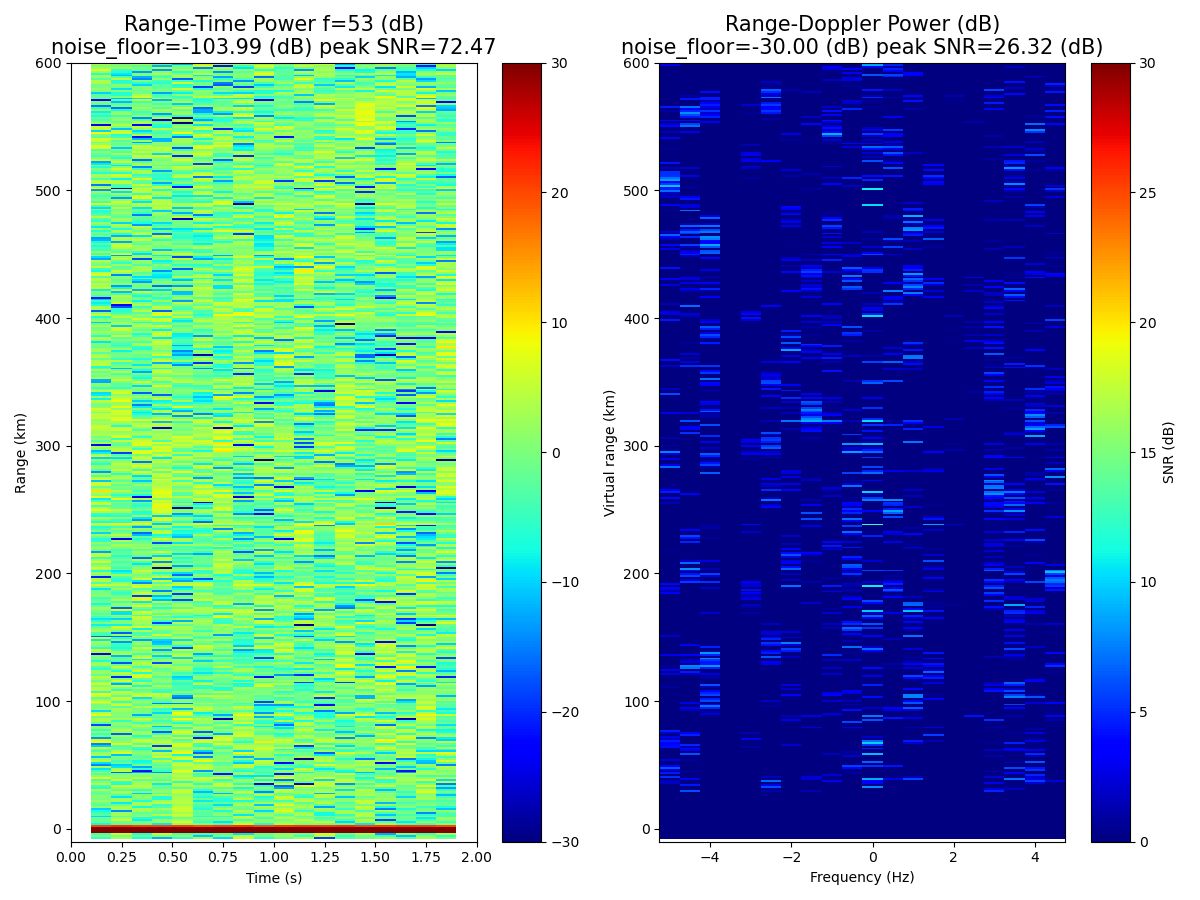 Range-Time Power f=53 (dB)
noise_floor=-103.99 (dB) peak SNR=72.47
Range (km)
600
500
400
300
200
100
0
0.00 0.25 0.50 0.75 1.00 1.25 1.50 1.75 2.00
Time (s)
30
20
10
0
−10
−20
−30
Range-Doppler Power (dB)
noise_floor=-30.00 (dB) peak SNR=26.32 (dB)
Virtual range (km)
600
500
400
300
200
100
0
−4 −2 0 2 4
Frequency (Hz)
30
25
20
15
10
5
0
SNR (dB)